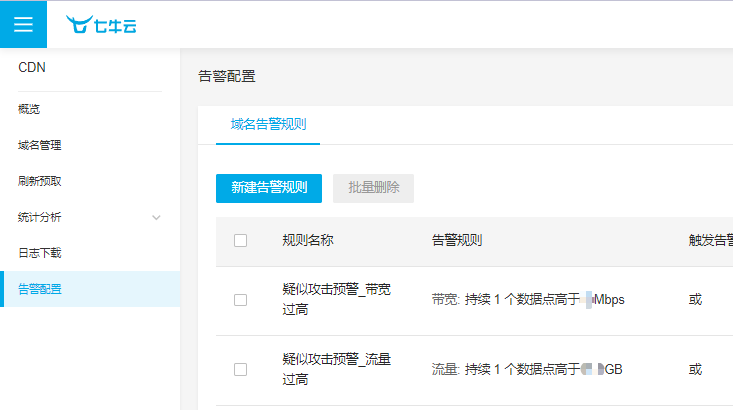 七牛云
CDN
概览
域名管理
刷新预取
统计分析
日志下载
告警配置
告警配置
域名告警规则
新建告警规则 批量删除
规则名称 告警规则 触发告警
疑似攻击预警_带宽
过高
带宽: 持续 1 个数据点高于 Mbps 或
疑似攻击预警_流量
过高
流量: 持续 1 个数据点高于 GB 或